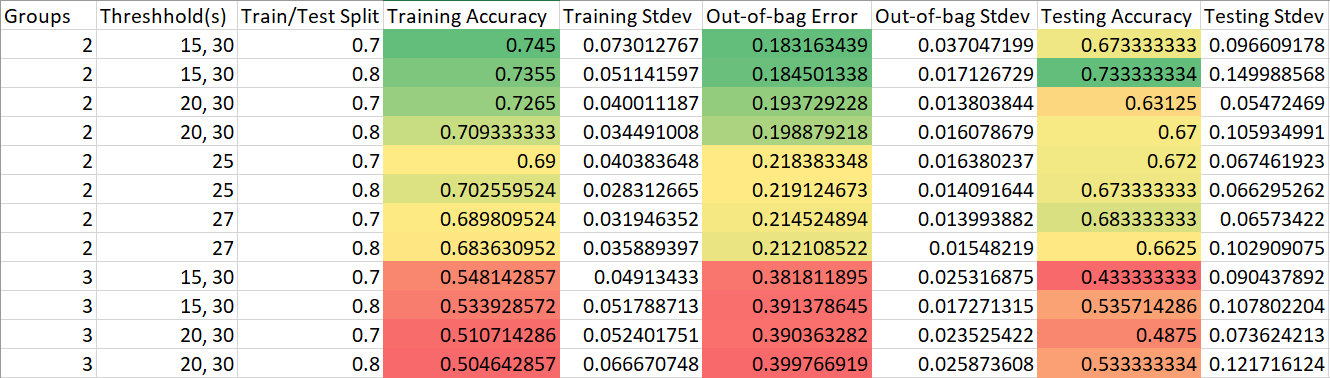 Groups Threshhold(s) Train/Test Split Training Accuracy Training Stdev Out-of-bag Error Out-of-bag Stdev Testing Accuracy Testing Stdev
2 15, 30 0.7 0.745 0.073012767 0.183163439 0.037047199 0.673333333 0.096609178
2 15, 30 0.8 0.7355 0.051141597 0.184501338 0.017126729 0.733333334 0.149988568
2 20, 30 0.7 0.7265 0.040011187 0.193729228 0.013803844 0.63125 0.05472469
2 20, 30 0.8 0.709333333 0.034491008 0.198879218 0.016078679 0.67 0.105934991
2 25 0.7 0.69 0.040383648 0.218383348 0.016380237 0.672 0.067461923
2 25 0.8 0.702559524 0.028312665 0.219124673 0.014091644 0.673333333 0.066295262
2 27 0.7 0.689809524 0.031946352 0.214524894 0.013993882 0.683333333 0.06573422
2 27 0.8 0.683630952 0.035889397 0.212108522 0.01548219 0.6625 0.102909075
3 15, 30 0.7 0.548142857 0.04913433 0.381811895 0.025316875 0.433333333 0.090437892
3 15, 30 0.8 0.533928572 0.051788713 0.391378645 0.017271315 0.535714286 0.107802204
3 20, 30 0.7 0.510714286 0.052401751 0.390363282 0.023525422 0.4875 0.073624213
3 20, 30 0.8 0.504642857 0.066670748 0.399766919 0.025873608 0.533333334 0.121716124